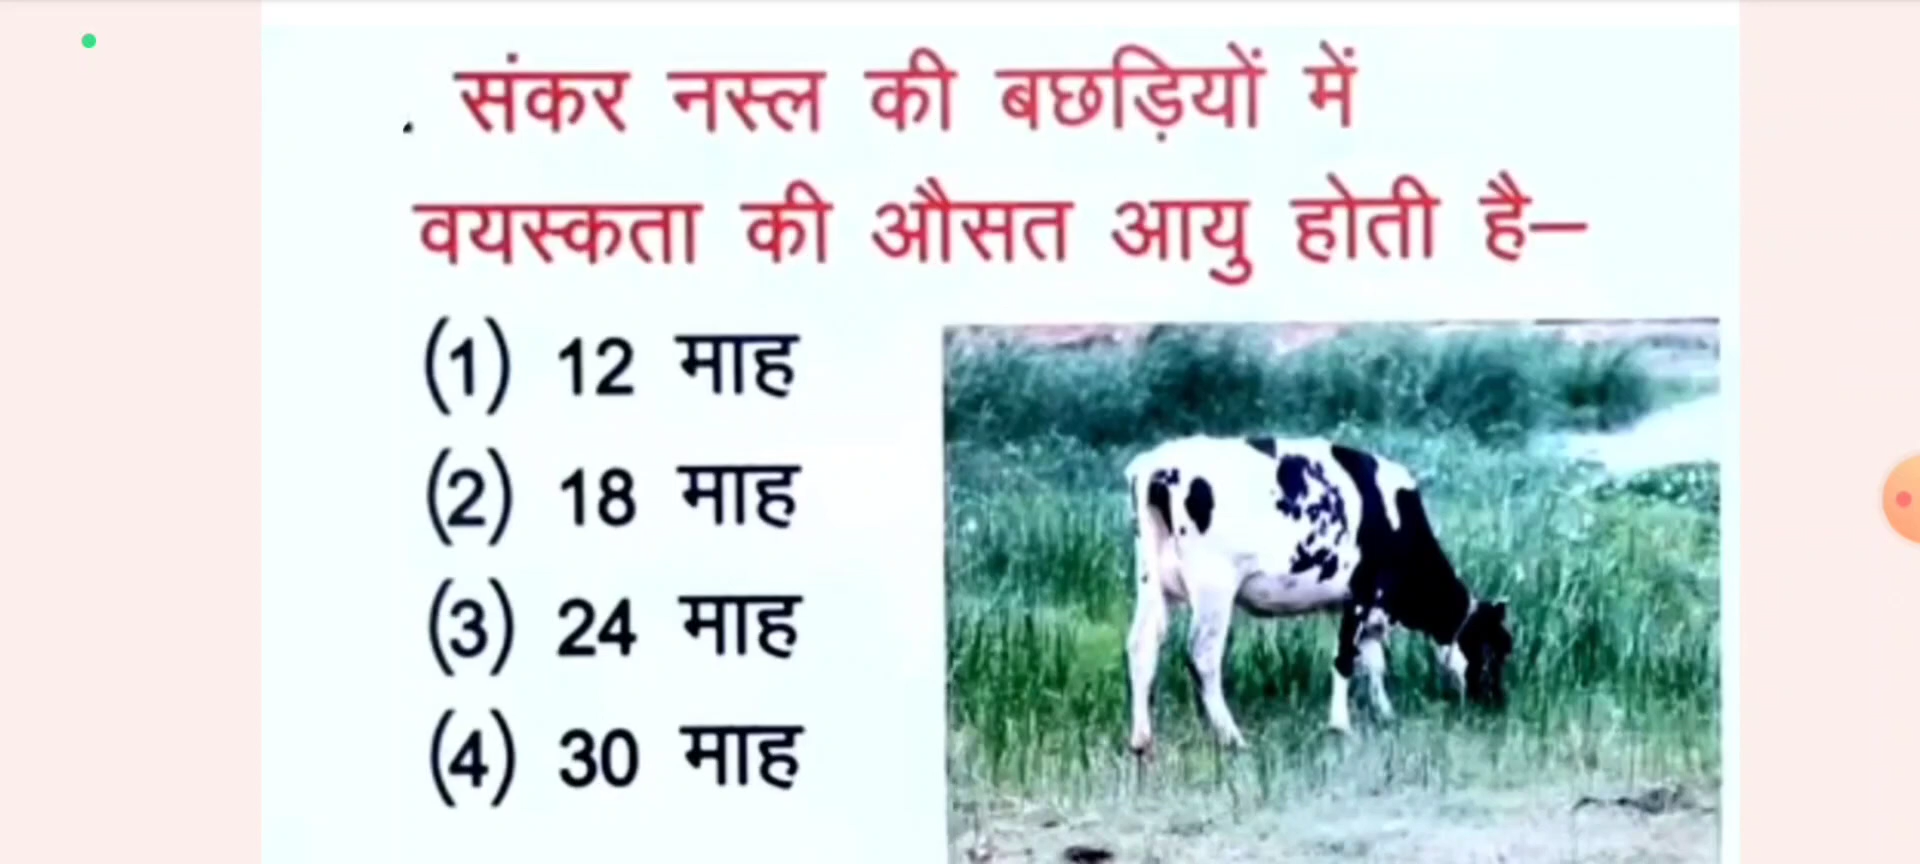 संकर नस्ल की बछड़ियों में
वयस्कता की औसत आयु होती है–
(1) 12 माह
(2) 18 माह
(3) 24 माह
(4) 30 माह